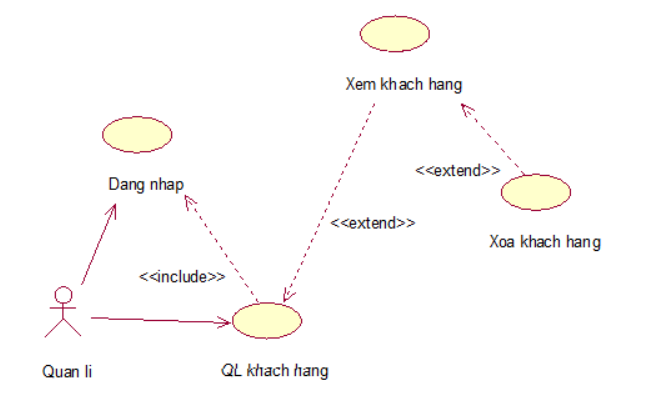 Xem khach hang
<<extend>>
Dang nhap
<<extend>>
Xoa khach hang
<<include>>
Quan li
QL khach hang